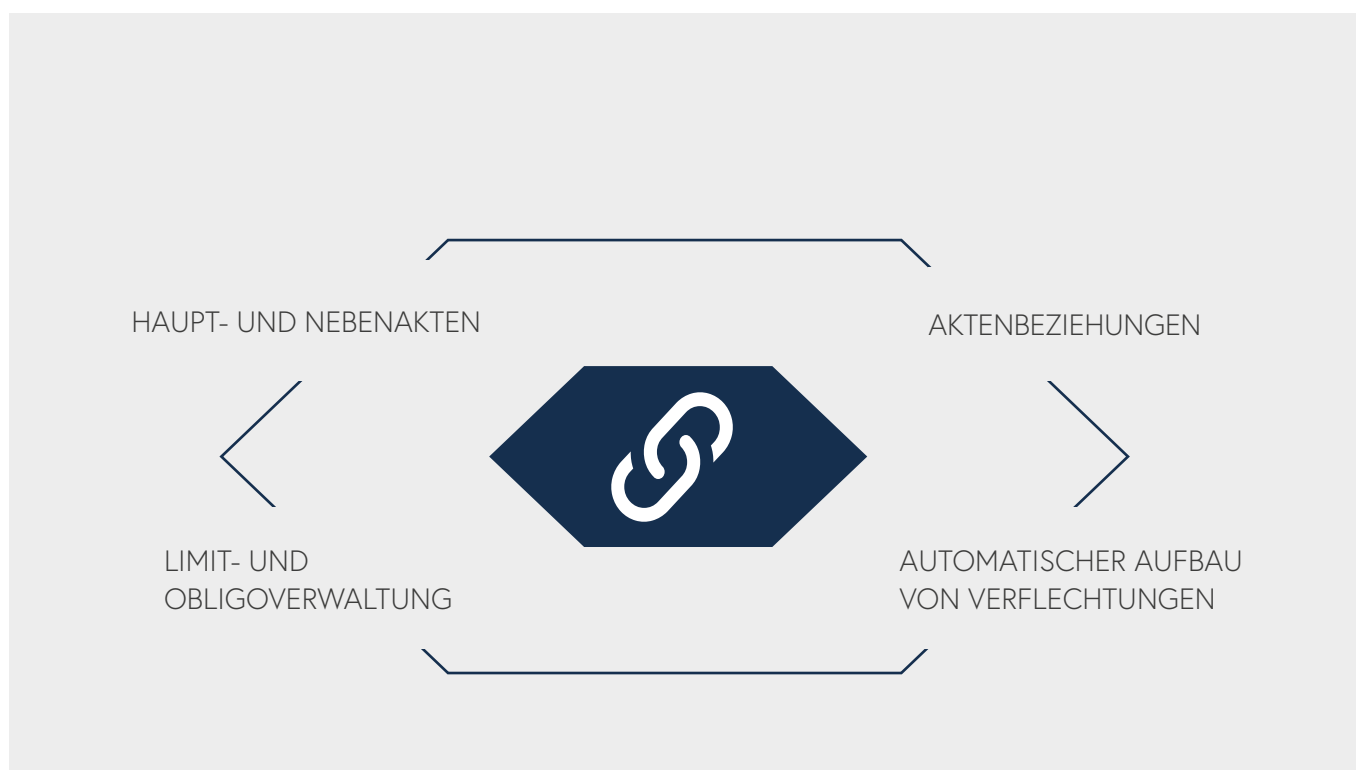 HAUPT- UND NEBENAKTEN
AKTENBEZIEHUNGEN
LIMIT- UND
OBLIGOVERWALTUNG
AUTOMATISCHER AUFBAU
VON VERFLECHTUNGEN